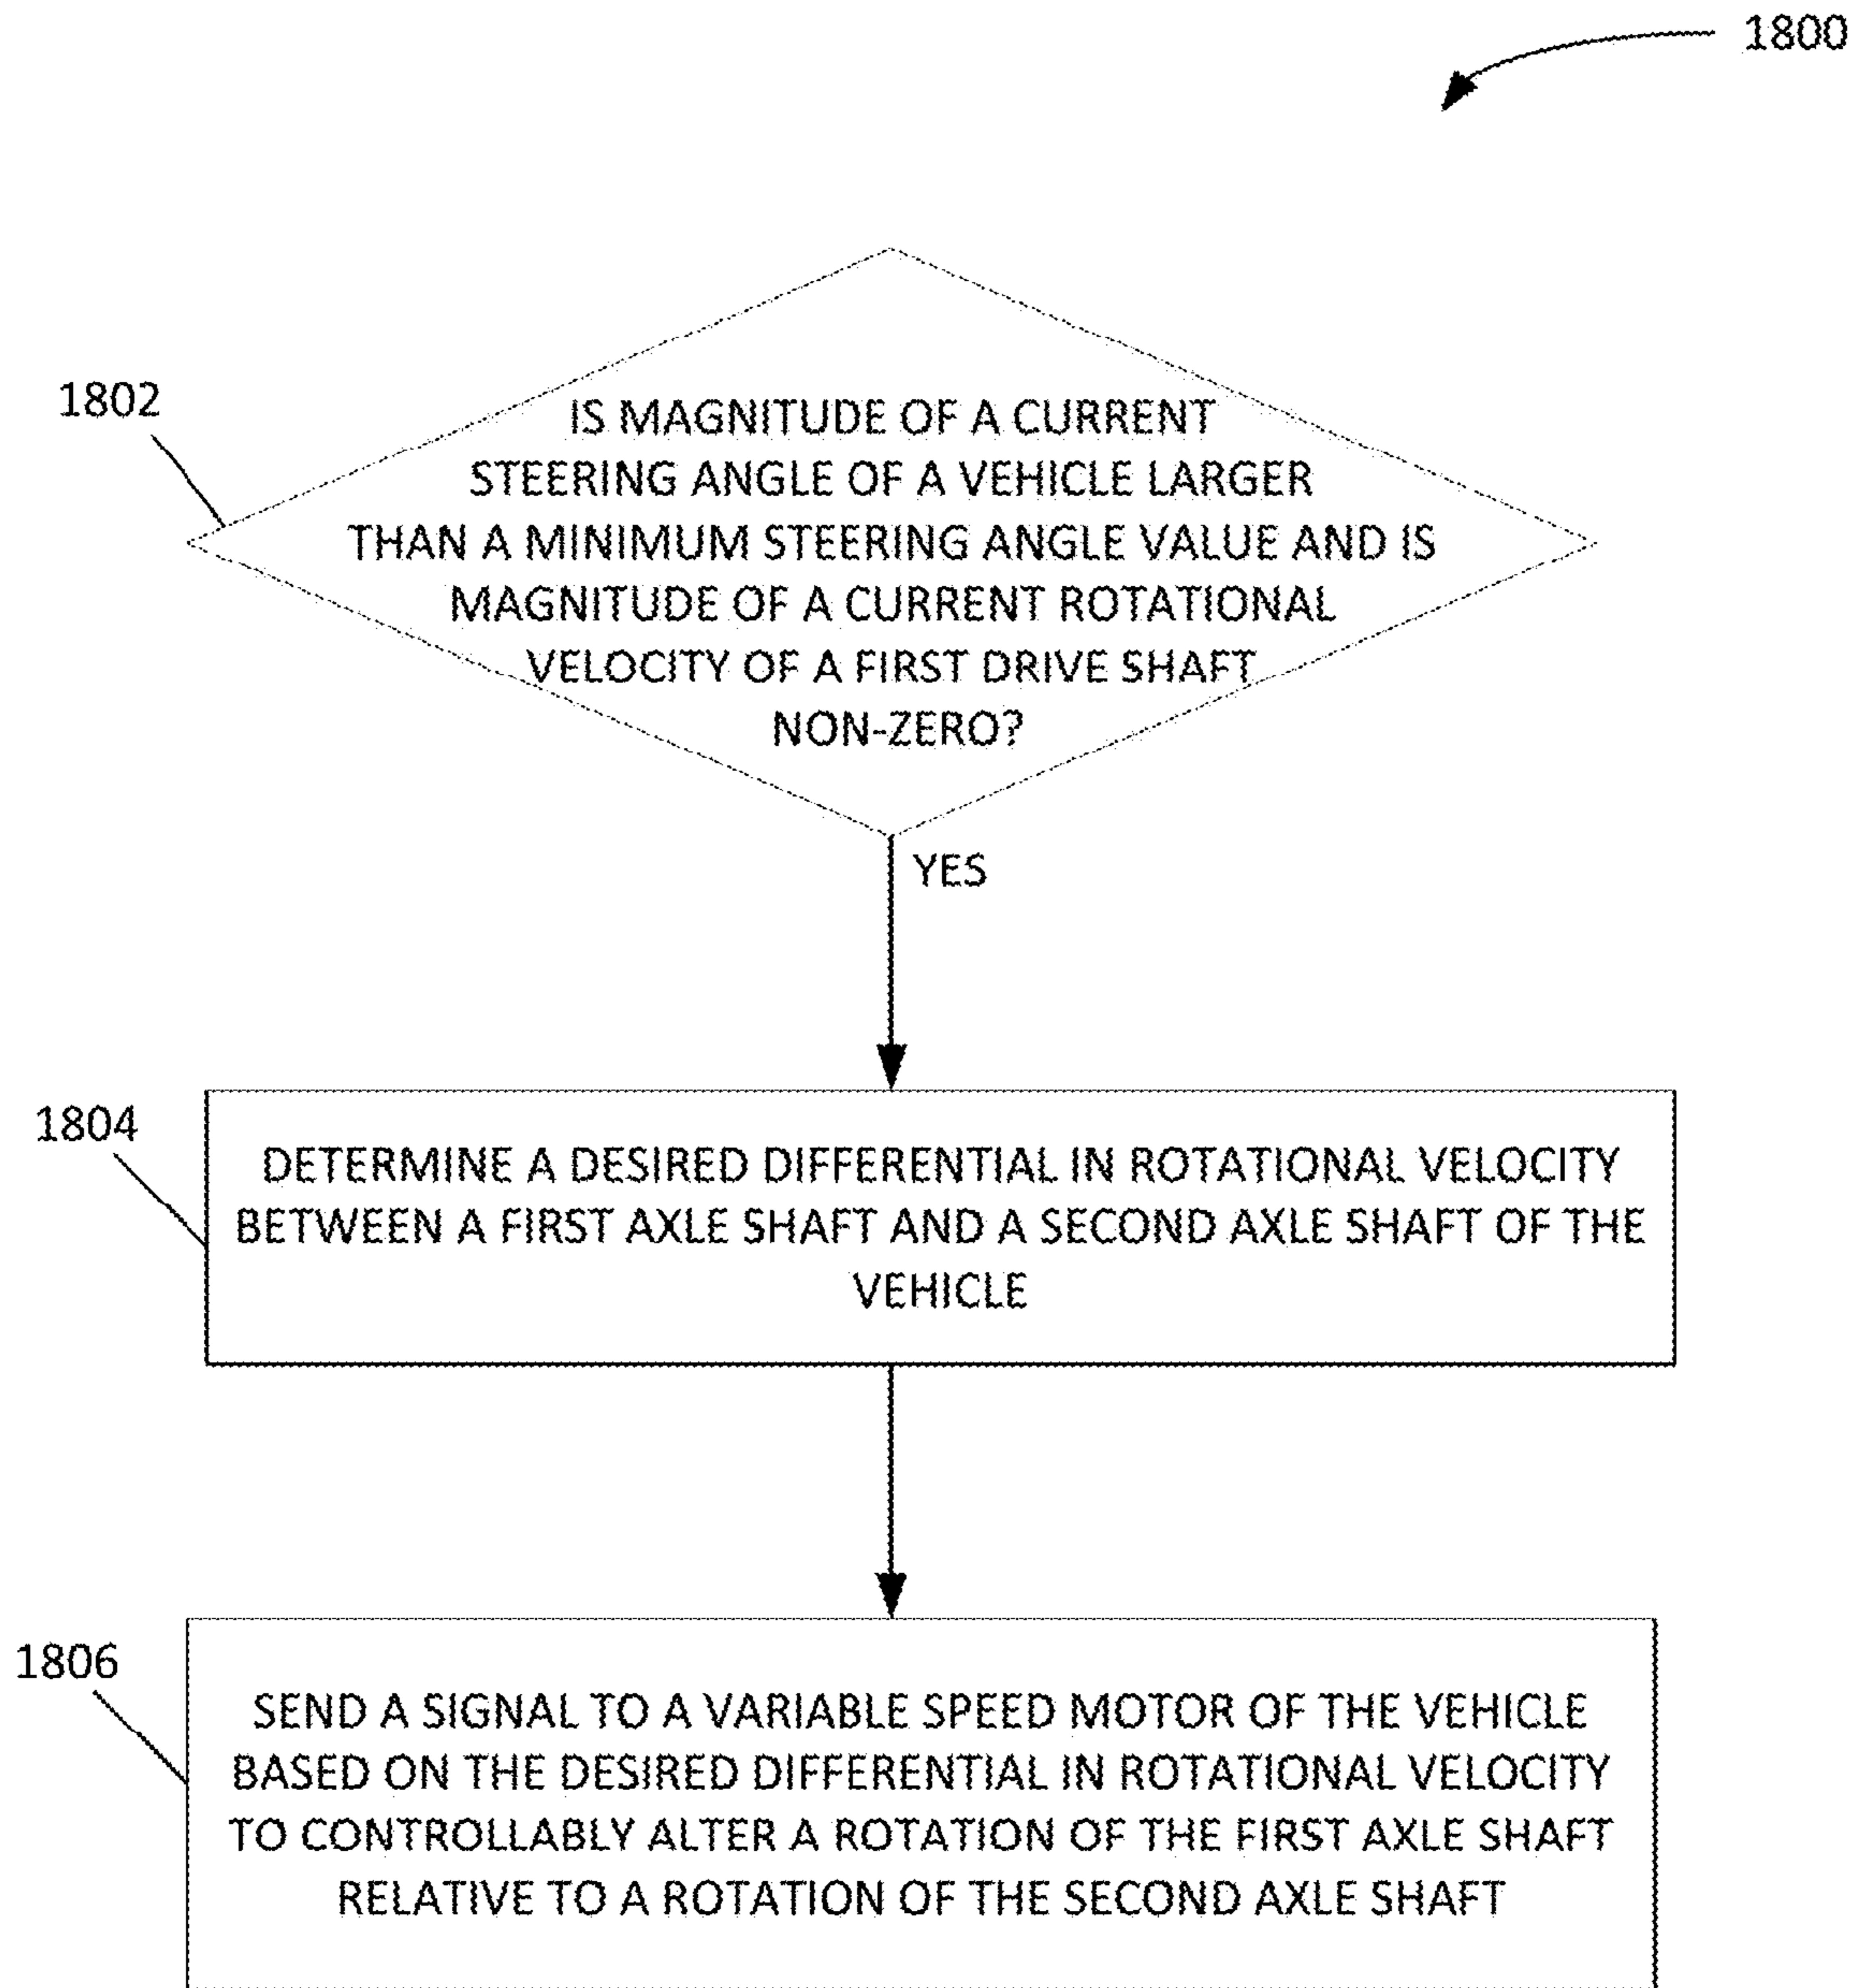 1800
1802
IS MAGNITUDE OF A CURRENT
STEERING ANGLE OF A VEHICLE LARGER
THAN A MINIMUM STEERING ANGLE VALUE AND IS
MAGNITUDE OF A CURRENT ROTATIONAL
VELOCITY OF A FIRST DRIVE SHAFT
NON-ZERO?
YES
1804
DETERMINE A DESIRED DIFFERENTIAL IN ROTATIONAL VELOCITY
BETWEEN A FIRST AXLE SHAFT AND A SECOND AXLE SHAFT OF THE
VEHICLE
1806
SEND A SIGNAL TO A VARIABLE SPEED MOTOR OF THE VEHICLE
BASED ON THE DESIRED DIFFERENTIAL IN ROTATIONAL VELOCITY
TO CONTROLLABLY ALTER A ROTATION OF THE FIRST AXLE SHAFT
RELATIVE TO A ROTATION OF THE SECOND AXLE SHAFT